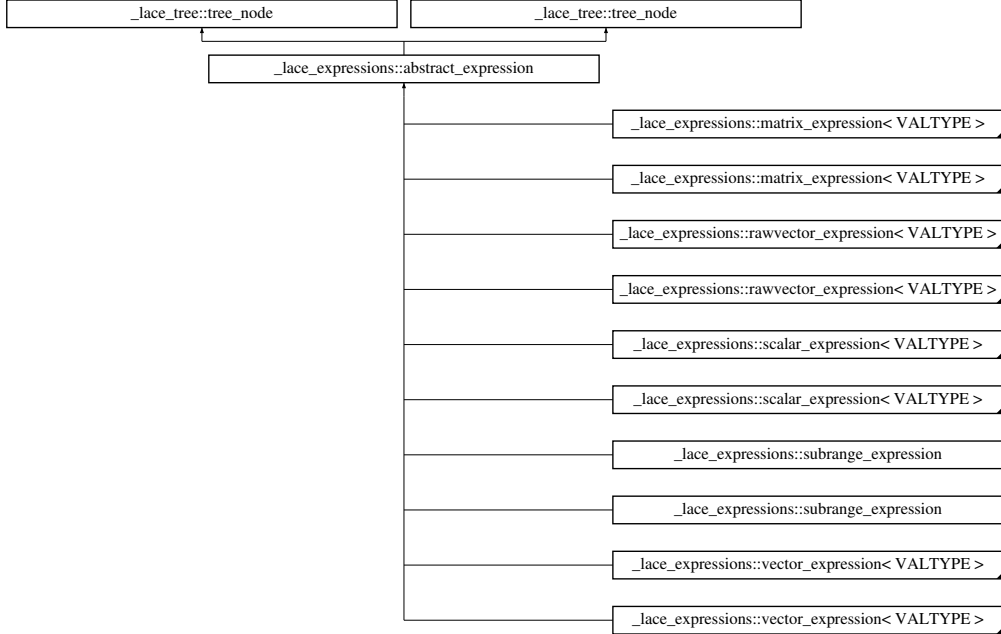 _lace_tree::tree_node
_lace_tree::tree_node
_lace_expressions::abstract_expression
_lace_expressions::matrix_expression< VALTYPE >
_lace_expressions::matrix_expression< VALTYPE >
_lace_expressions::rawvector_expression< VALTYPE >
_lace_expressions::rawvector_expression< VALTYPE >
_lace_expressions::scalar_expression< VALTYPE >
_lace_expressions::scalar_expression< VALTYPE >
_lace_expressions::subrange_expression
_lace_expressions::subrange_expression
_lace_expressions::vector_expression< VALTYPE >
_lace_expressions::vector_expression< VALTYPE >